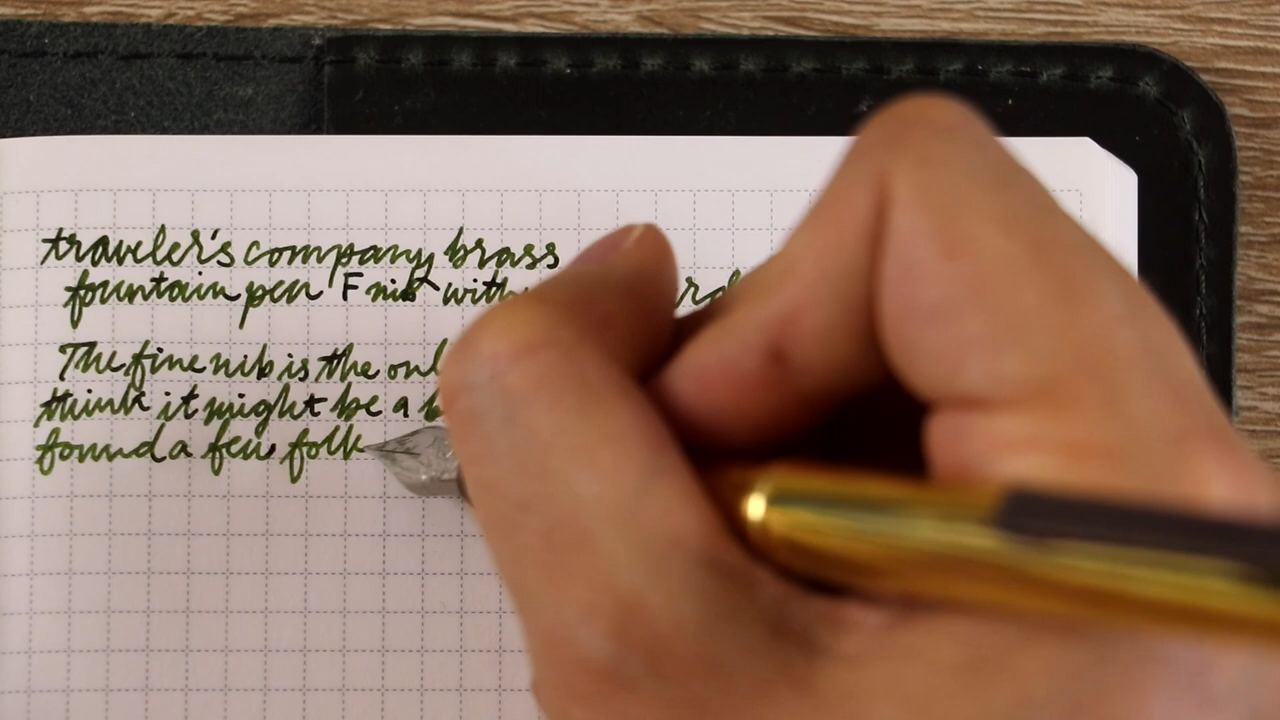 traveler's company brass
fountain pen F nib with
The fine nib is the
think it might be a
found a few folk